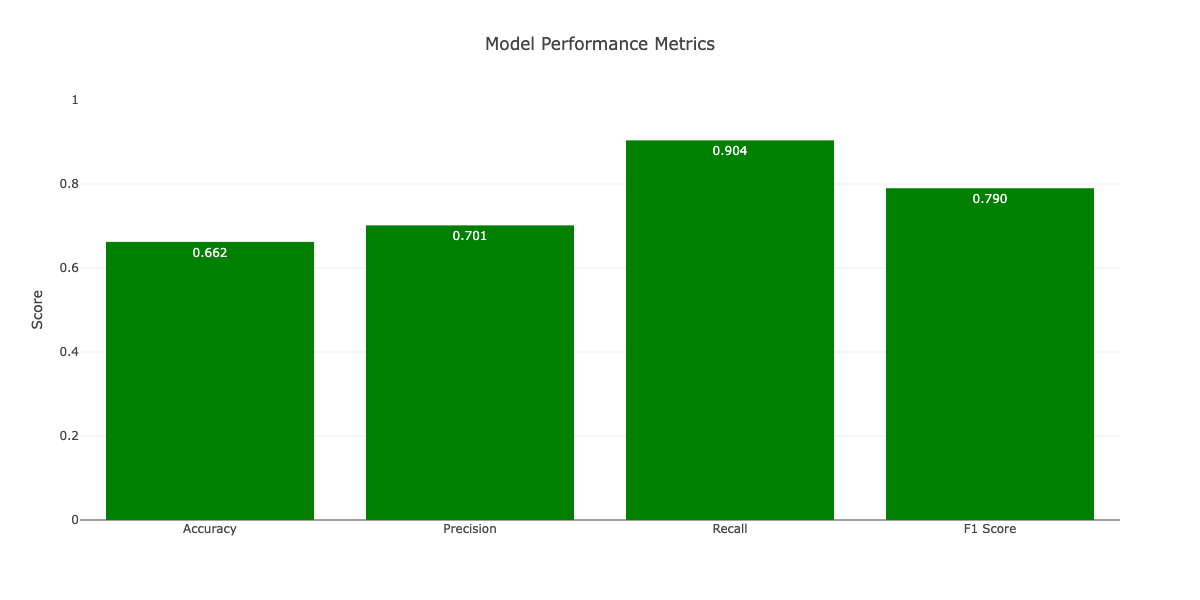 Model Performance Metrics
1
0.8
0.6
0.4
0.2
0
Score
0.662
0.701
0.904
0.790
Accuracy
Precision
Recall
F1 Score